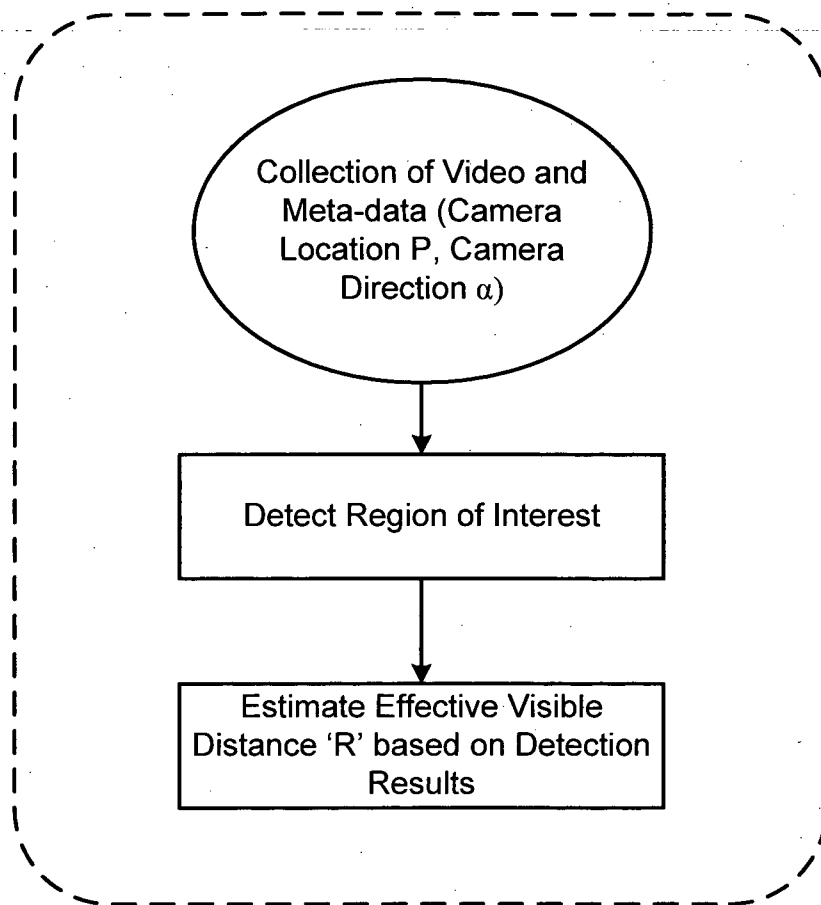 Collection of Video and
Meta-data (Camera
Location P, Camera
Direction α)
Detect Region of Interest
Estimate Effective Visible
Distance ‘R’ based on Detection
Results